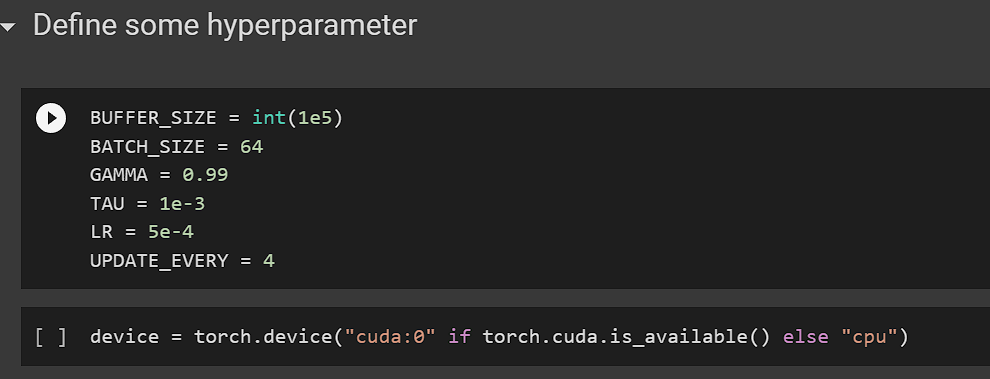 Define some hyperparameter
BUFFER_SIZE = int(1e5)
BATCH_SIZE = 64
GAMMA = 0.99
TAU = 1e-3
LR = 5e-4
UPDATE_EVERY = 4
[ ] device = torch.device("cuda:0" if torch.cuda.is_available() else "cpu")